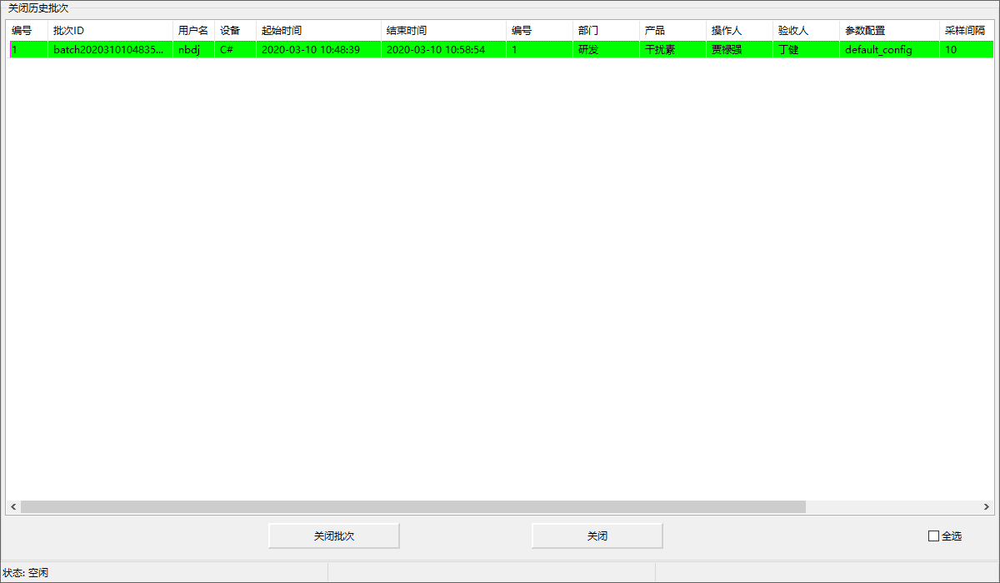 关闭历史批次
编号 批次ID 用户名 设备 起始时间 结束时间 编号 部门 产品 操作人 验收人 参数配置 采样间隔
1 batch2020310104835... nbdj C# 2020-03-10 10:48:39 2020-03-10 10:58:54 1 研发 干扰素 贾禄强 丁健 default_config 10
关闭批次 关闭 全选
状态: 空闲